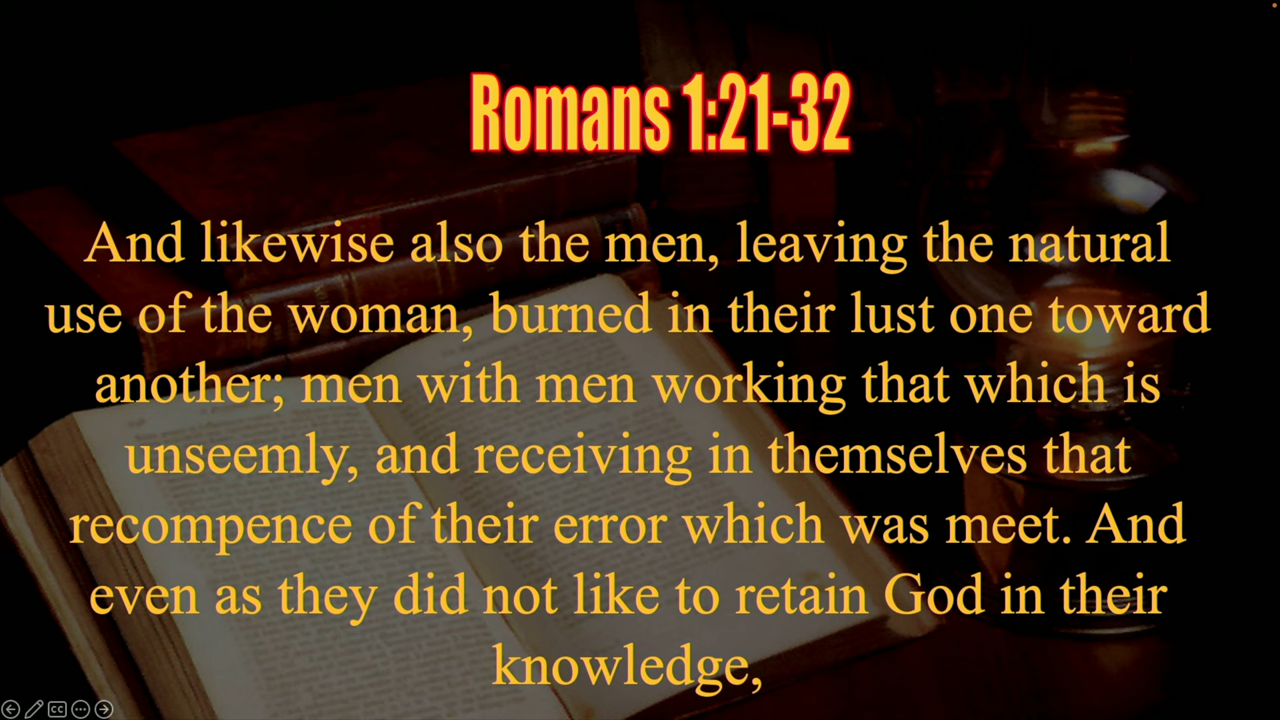 Romans 1:21-32
And likewise also the men, leaving the natural
use of the woman, burned in their lust one toward
another; men with men working that which is
unseemly, and receiving in themselves that
recompence of their error which was meet. And
even as they did not like to retain God in their
knowledge,
CC